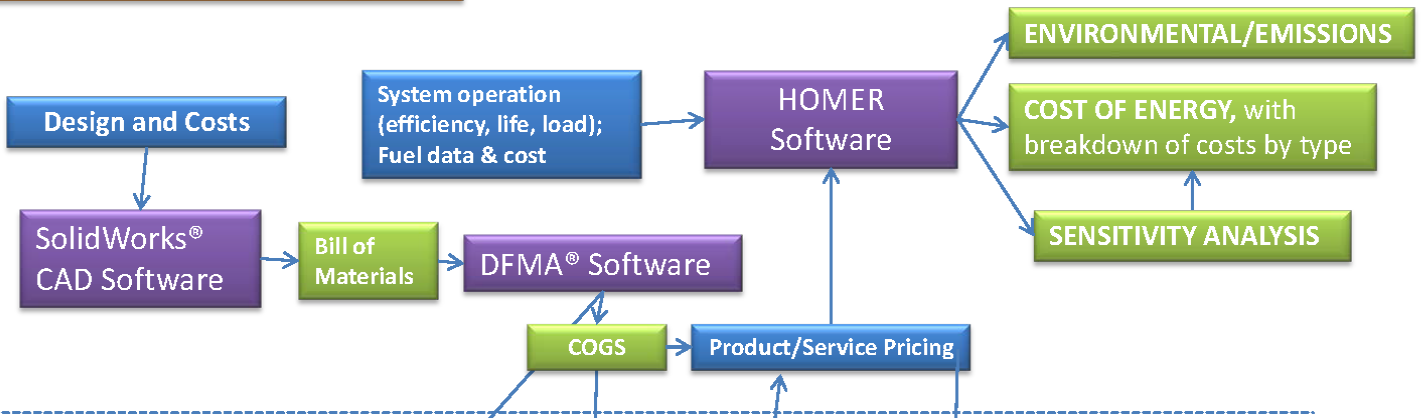 ENVIRONMENTAL/EMISSIONS
System operation
(efficiency, life, load);
Fuel data & cost
HOMER
Software
COST OF ENERGY, with
breakdown of costs by type
Design and Costs
SENSITIVITY ANALYSIS
SolidWorks®
CAD Software
Bill of
Materials
DFMA® Software
COGS
Product/Service Pricing